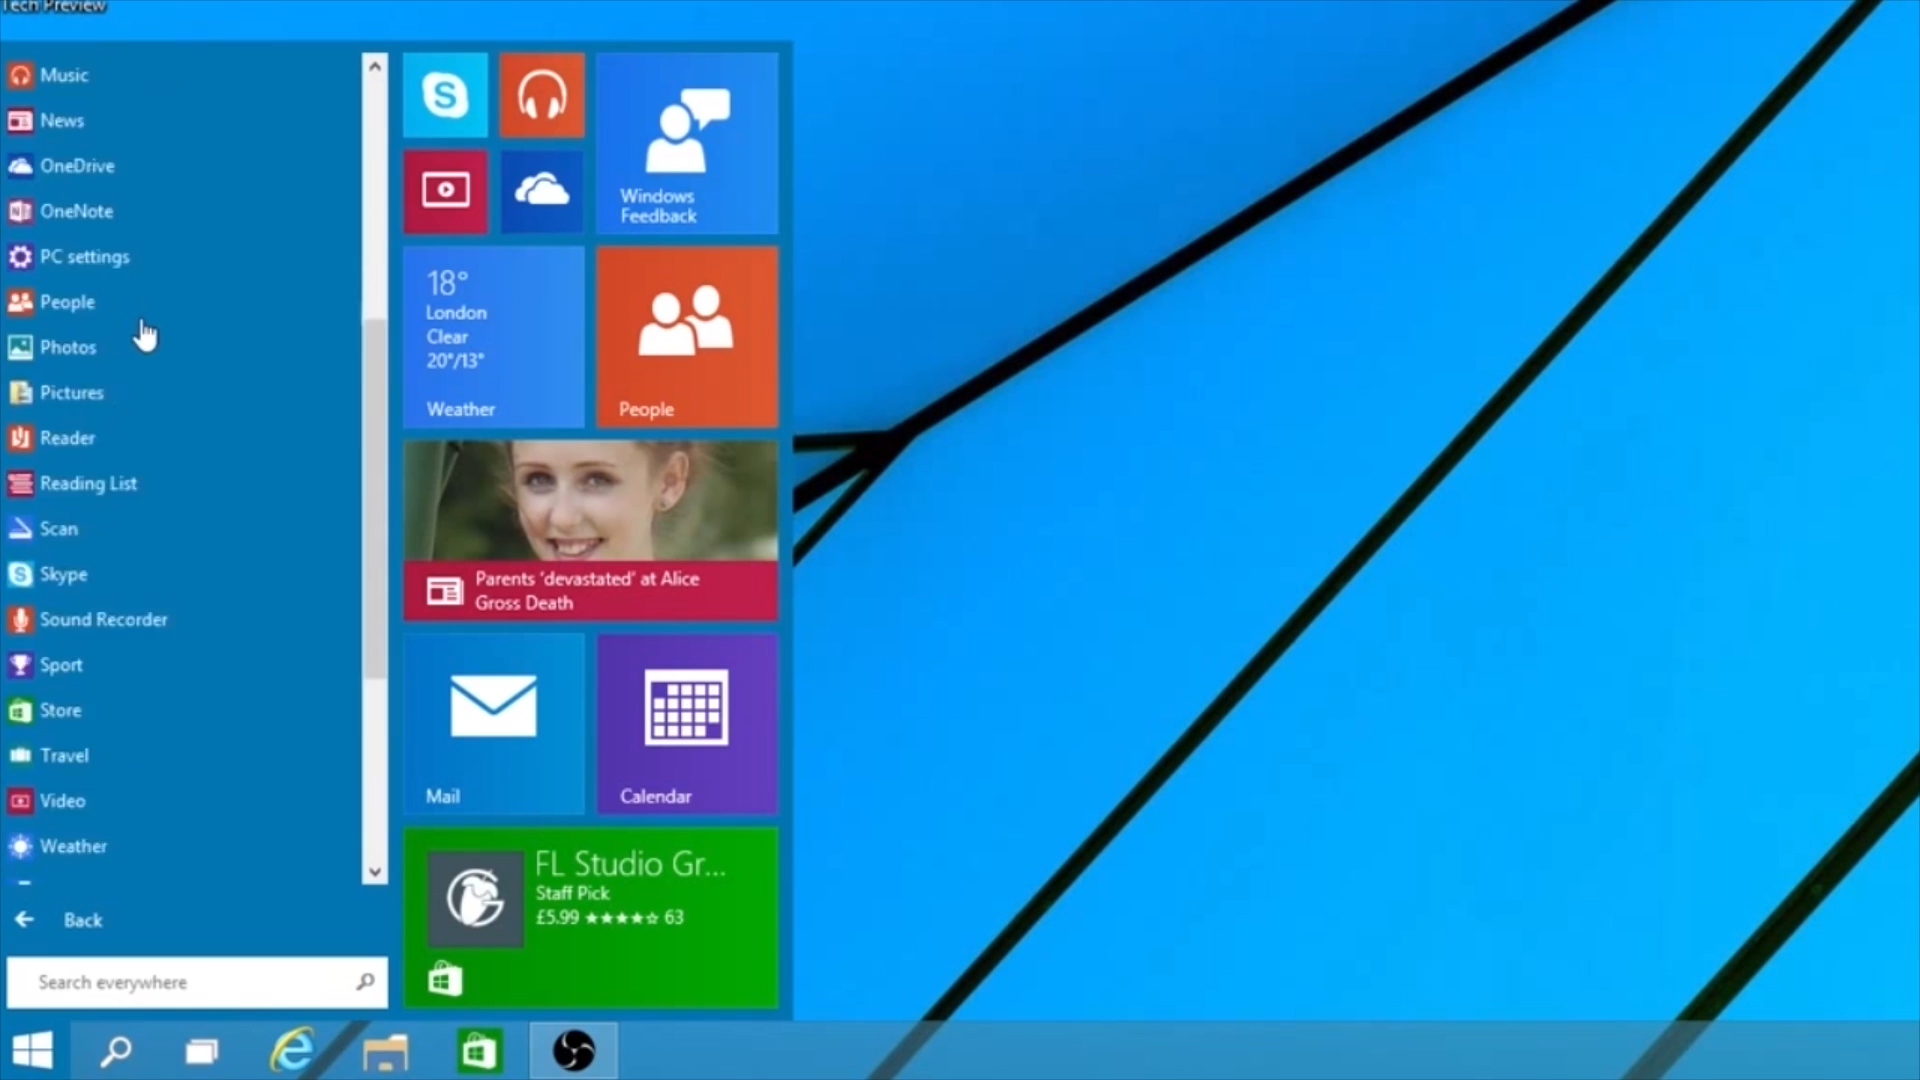 Tech Preview
Music
News
OneDrive
OneNote
PC settings
People
Photos
Pictures
Reader
Reading List
Scan
Skype
Sound Recorder
Sport
Store
Travel
Video
Weather
Back
Search everywhere
Windows
Feedback
18°
London
Clear
20°/13°
Weather
People
Parents ‘devastated’ at Alice
Gross Death
Mail
Calendar
FL Studio Gr...
Staff Pick
£5.99 ★★★★☆ 63